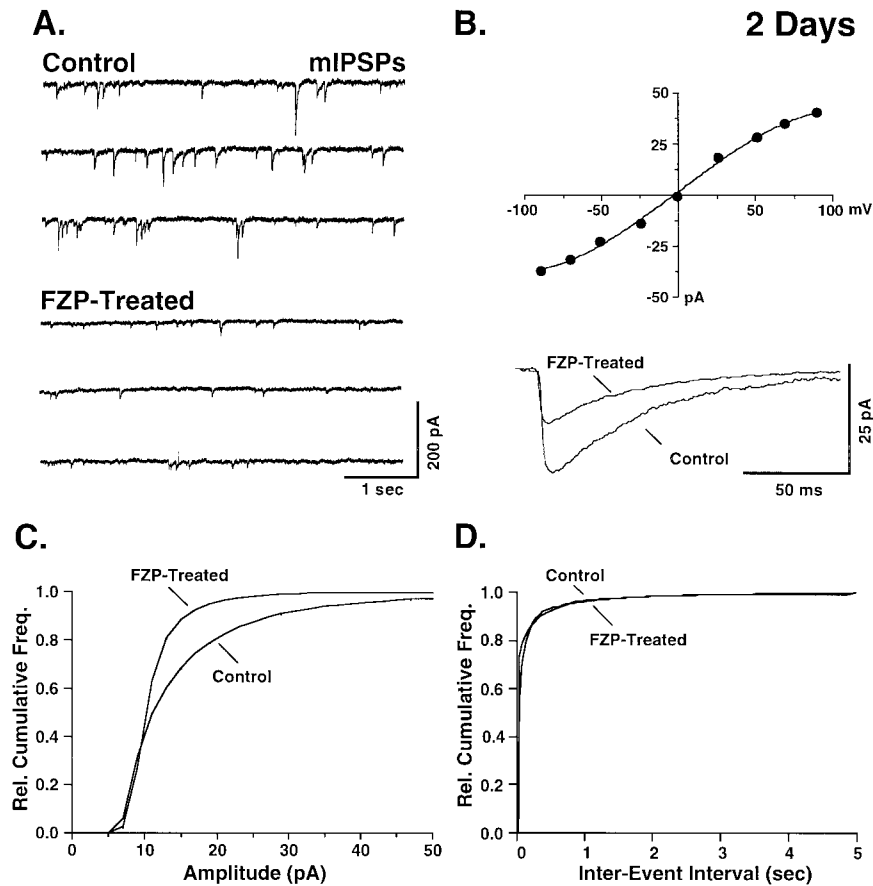 A.
Control
mIPSPs
FZP-Treated
200 pA
1 sec
B.
2 Days
50
25
-100
-50
50
100 mV
-25
-50
pA
FZP-Treated
Control
25 pA
50 ms
C.
FZP-Treated
Control
1.0
0.8
0.6
0.4
0.2
0.0
Rel. Cumulative Freq.
0
10
20
30
40
50
Amplitude (pA)
D.
Control
FZP-Treated
1.0
0.8
0.6
0.4
0.2
0.0
Rel. Cumulative Freq.
0
1
2
3
4
5
Inter-Event Interval (sec)